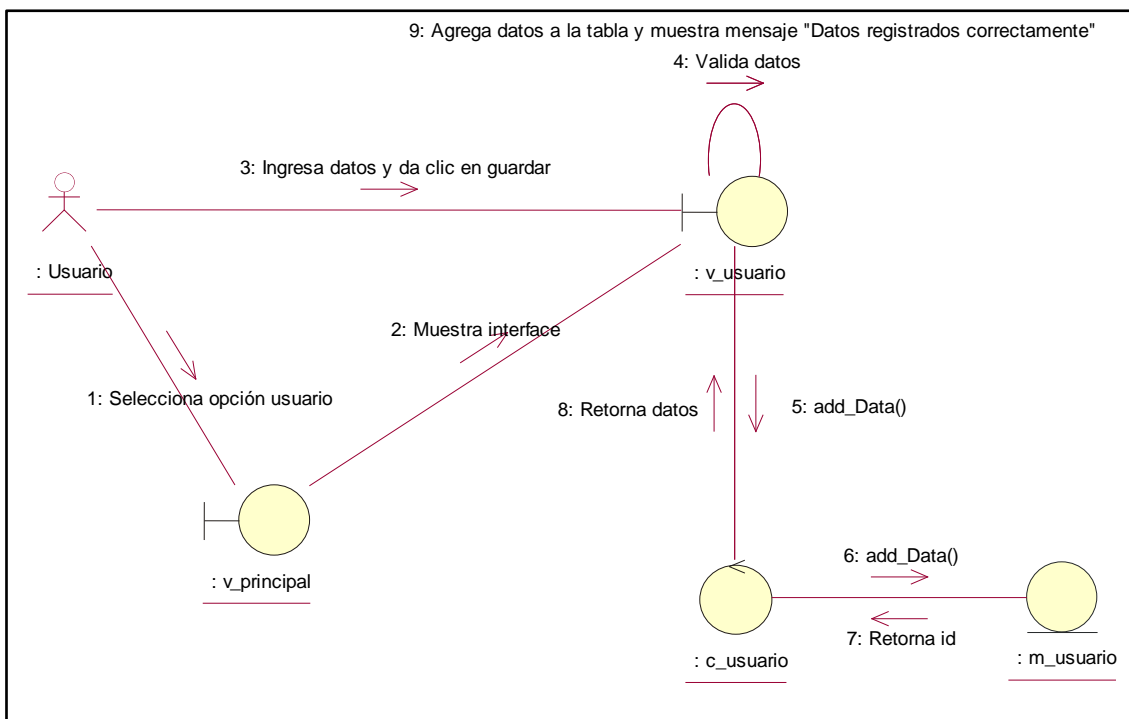 9: Agrega datos a la tabla y muestra mensaje "Datos registrados correctamente"
4: Valida datos
3: Ingresa datos y da clic en guardar
: Usuario
: v_usuario
2: Muestra interface
1: Selecciona opción usuario
8: Retorna datos
5: add_Data()
: v_principal
6: add_Data()
7: Retorna id
: c_usuario
: m_usuario